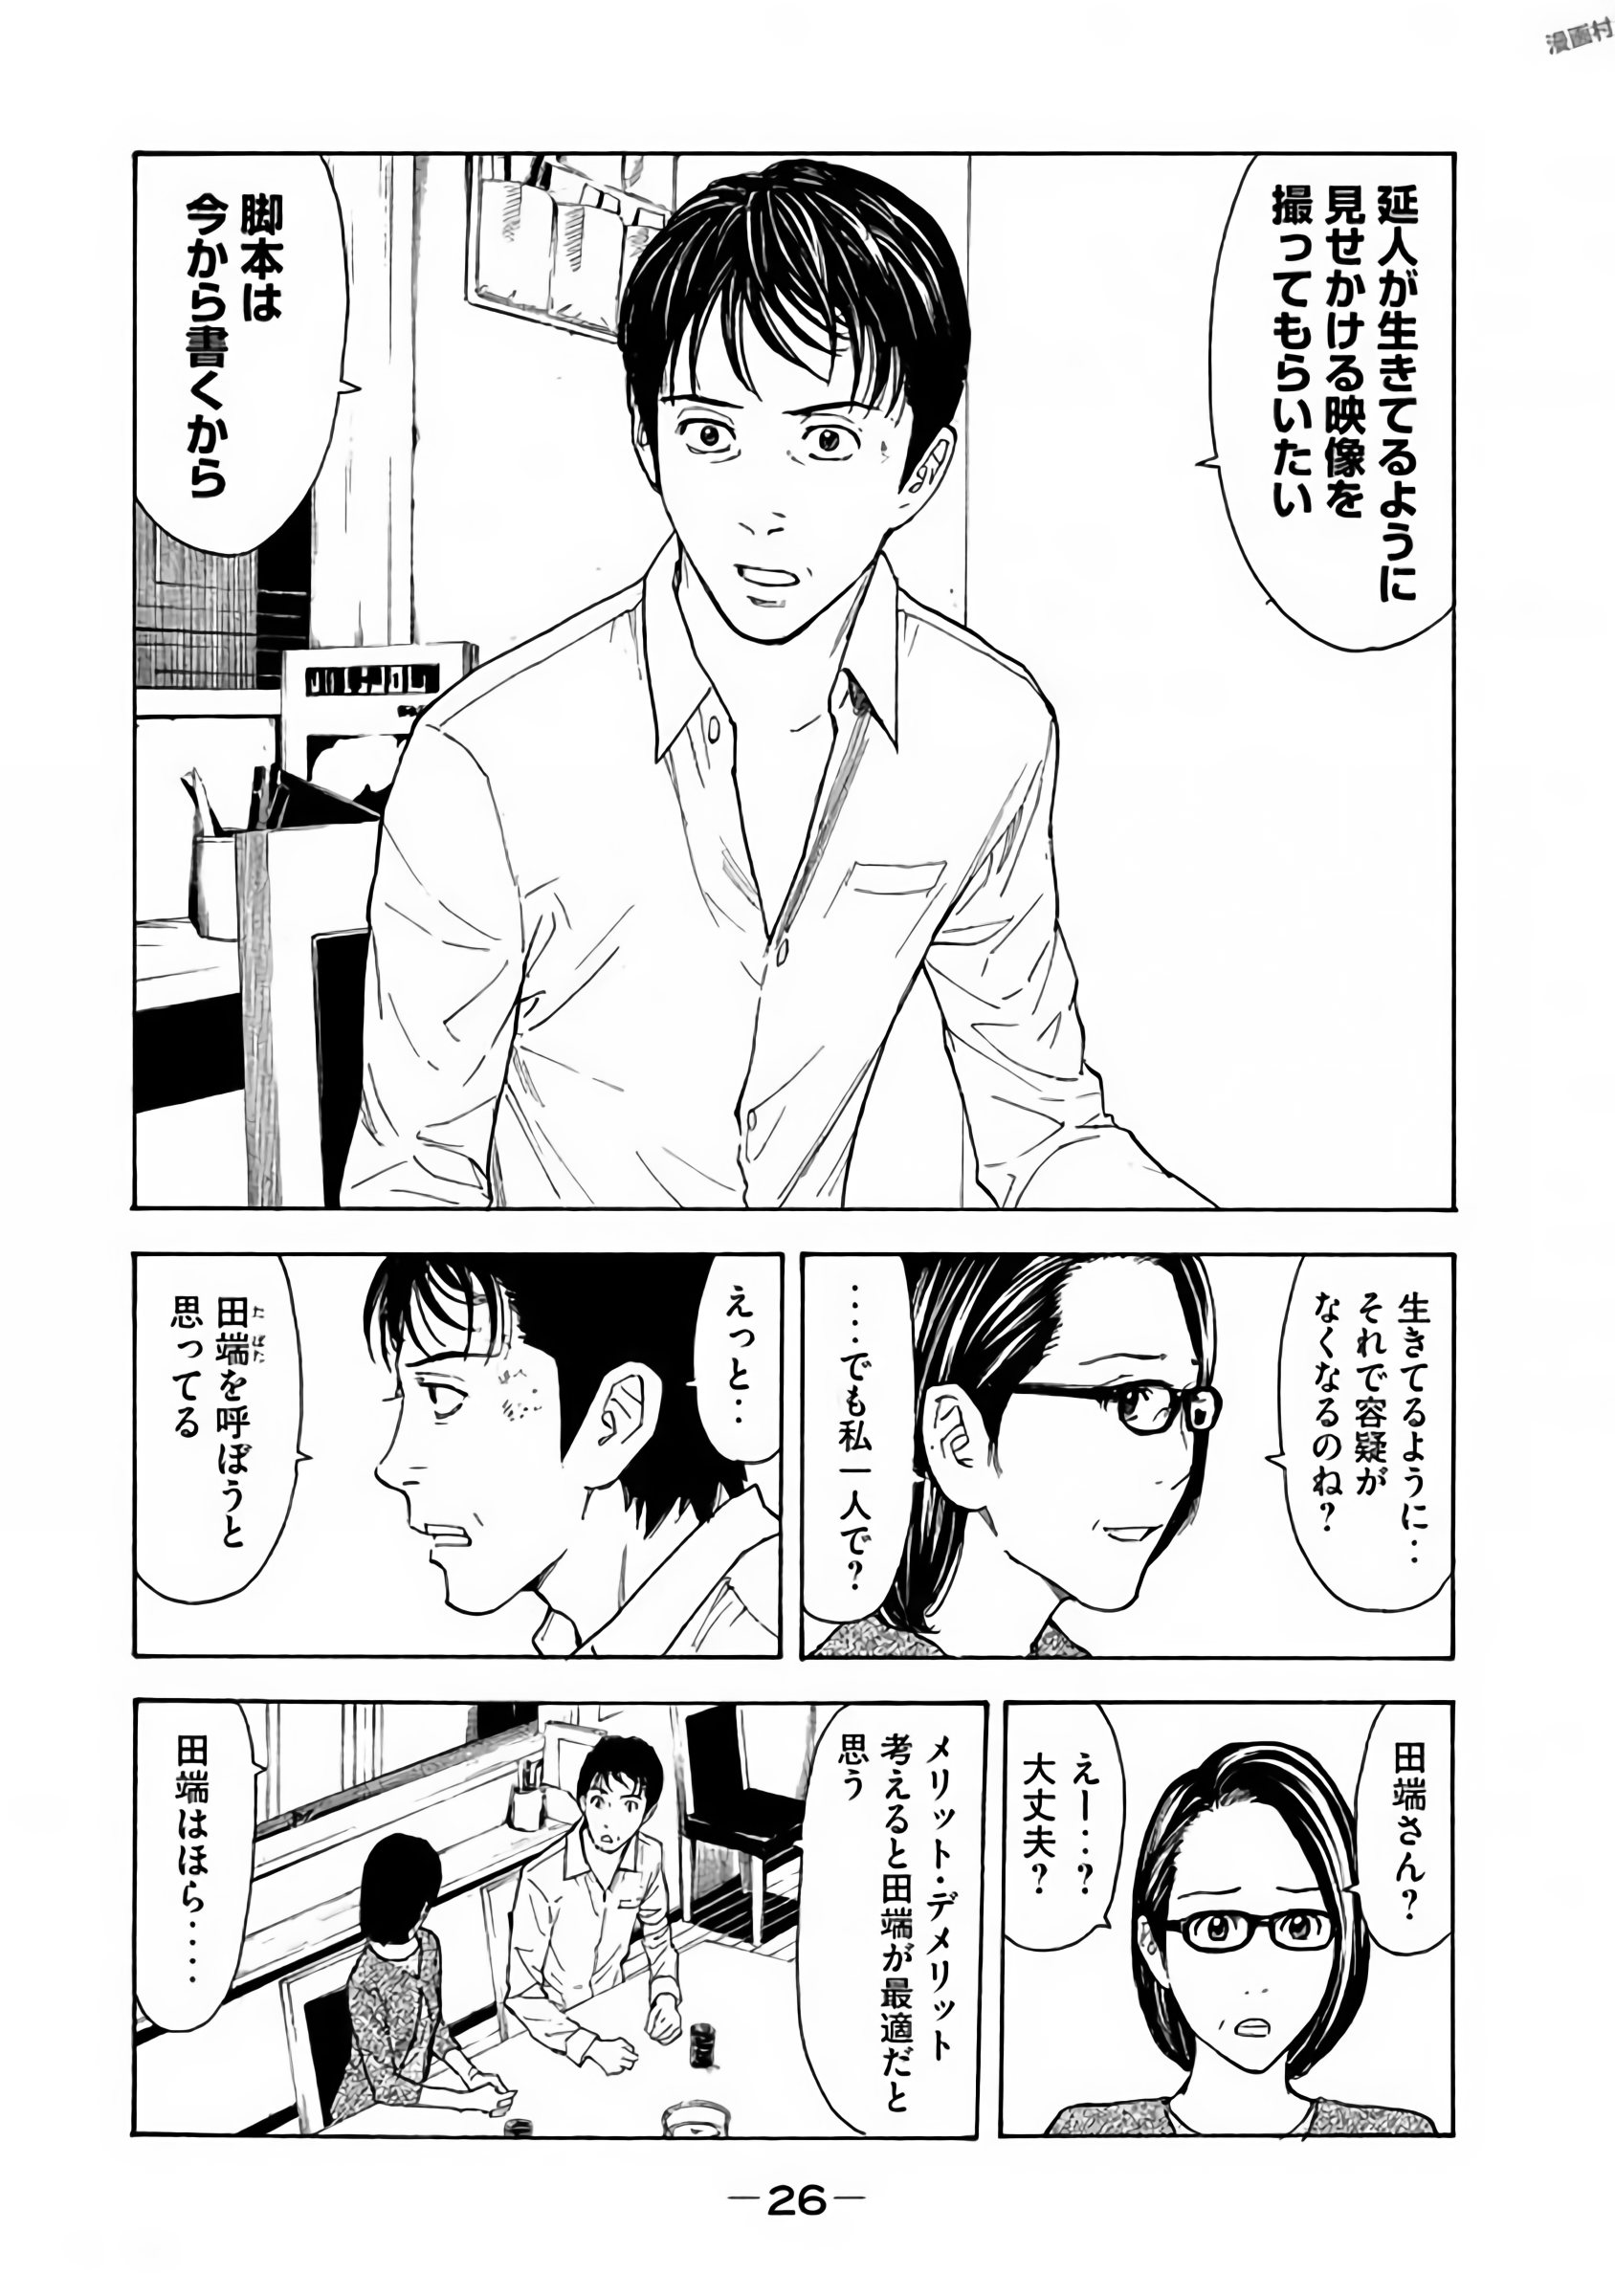 漫画村
延人が生きてるように
見せかける映像を
撮ってもらいたい
脚本は
今から書くから
生きてるように‥
それで容疑が
なくなるのね？
‥‥でも私一人で？
えっと‥
田端を呼ぼうと
たばた
思ってる
田端さん？
えー‥？
大丈夫？
メリット・デメリット
考えると田端が最適だと
思う
田端はほら‥‥
—26—